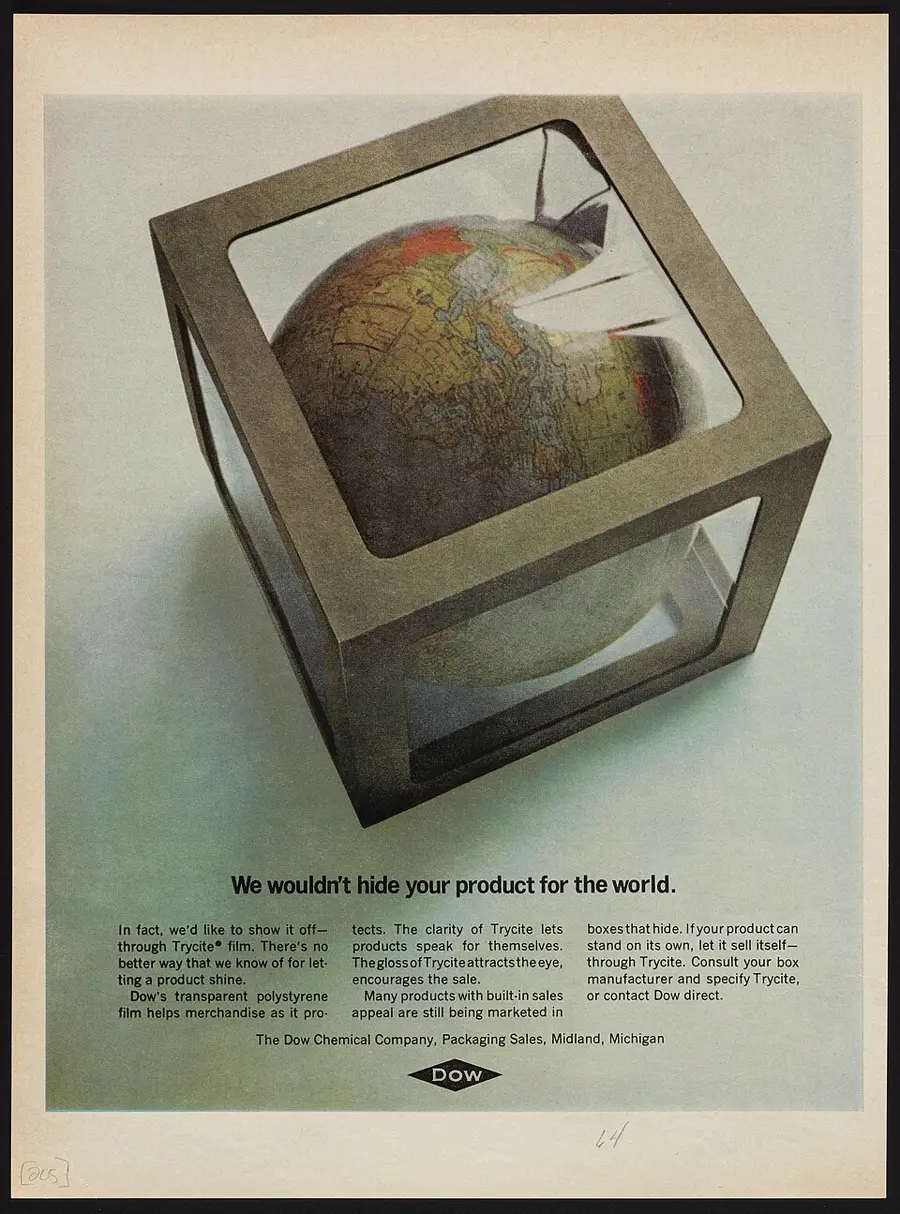 We wouldn't hide your product for the world.
In fact, we'd like to show it off—
through Trycite® film. There's no
better way that we know of for let-
ting a product shine.
Dow's transparent polystyrene
film helps merchandise as it pro-
tects. The clarity of Trycite lets
products speak for themselves.
The gloss of Trycite attracts the eye,
encourages the sale.
Many products with built-in sales
appeal are still being marketed in
boxes that hide. If your product can
stand on its own, let it sell itself—
through Trycite. Consult your box
manufacturer and specify Trycite,
or contact Dow direct.
The Dow Chemical Company, Packaging Sales, Midland, Michigan
Dow
64
[205]